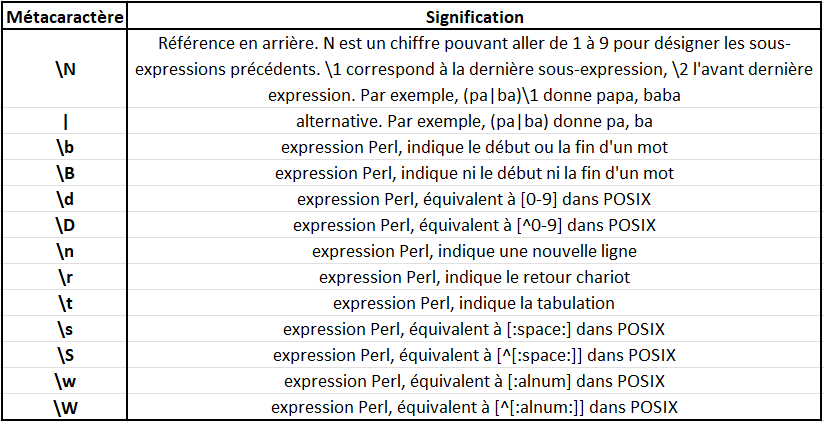 Métacaractère Signification
Référence en arrière. N est un chiffre pouvant aller de 1 à 9 pour désigner les sous-
\N expressions précédents. \1 correspond à la dernière sous-expression, \2 l'avant dernière
expression. Par exemple, (pa|ba)\1 donne papa, baba
| alternative. Par exemple, (pa|ba) donne pa, ba
\b expression Perl, indique le début ou la fin d'un mot
\B expression Perl, indique ni le début ni la fin d'un mot
\d expression Perl, équivalent à [0-9] dans POSIX
\D expression Perl, équivalent à [^0-9] dans POSIX
\n expression Perl, indique une nouvelle ligne
\r expression Perl, indique le retour chariot
\t expression Perl, indique la tabulation
\s expression Perl, équivalent à [:space:] dans POSIX
\S expression Perl, équivalent à [^[:space:]] dans POSIX
\w expression Perl, équivalent à [:alnum] dans POSIX
\W expression Perl, équivalent à [^[:alnum:]] dans POSIX